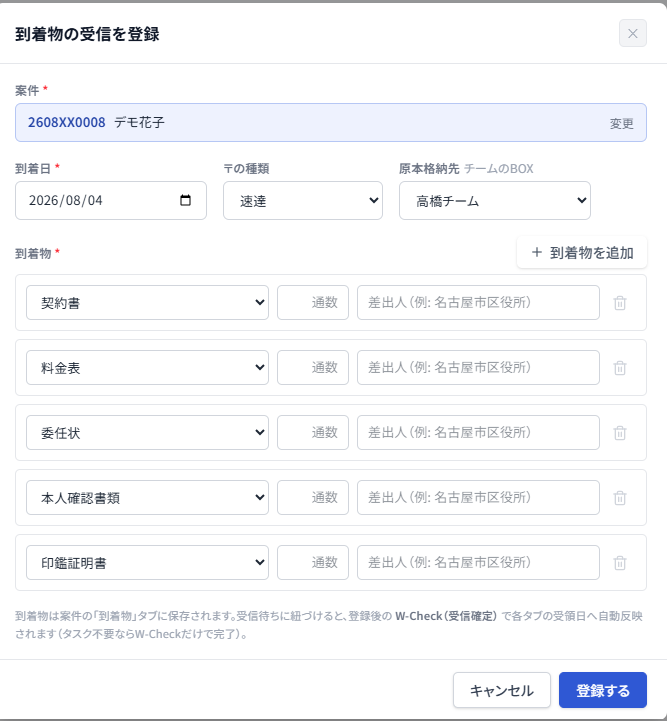 到着物の受信を登録
案件 *
2608XX0008 デモ花子 変更
到着日 * 〒の種類 原本格納先 チームのBOX
2026/08/04 速達 高橋チーム
到着物 * + 到着物を追加
契約書 通数 差出人（例: 名古屋市区役所）
料金表 通数 差出人（例: 名古屋市区役所）
委任状 通数 差出人（例: 名古屋市区役所）
本人確認書類 通数 差出人（例: 名古屋市区役所）
印鑑証明書 通数 差出人（例: 名古屋市区役所）
到着物は案件の「到着物」タブに保存されます。受信待ちに紐づけると、登録後の W-Check（受信確定） で各タブの受領日へ自動反映
されます（タスク不要ならW-Checkだけで完了）。
キャンセル 登録する